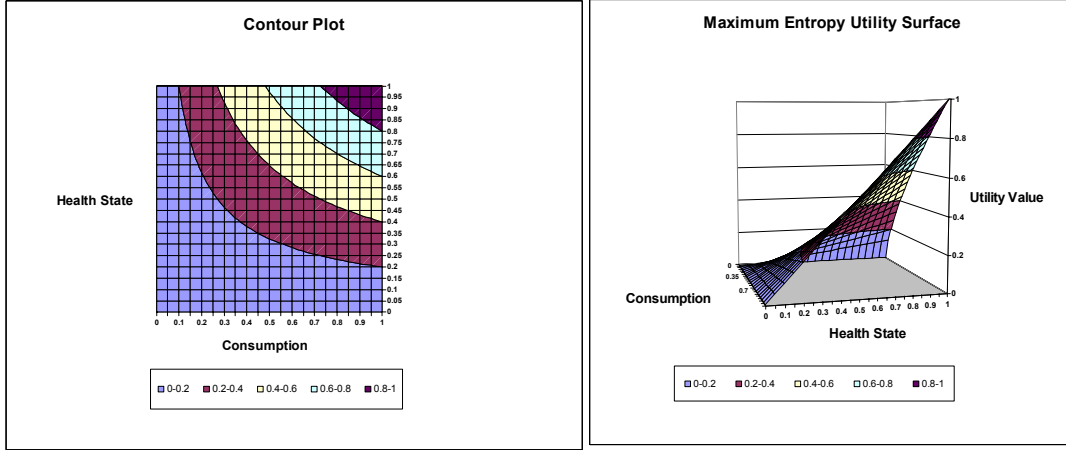 Contour Plot
1
0.95
0.9
0.85
0.8
0.75
0.7
0.65
0.6
0.55
0.5
0.45
0.4
0.35
0.3
0.25
0.2
0.15
0.1
0.05
0
Health State
0 0.1 0.2 0.3 0.4 0.5 0.6 0.7 0.8 0.9 1
Consumption
0-0.2 0.2-0.4 0.4-0.6 0.6-0.8 0.8-1
Maximum Entropy Utility Surface
1
0.8
0.6
0.4
0.2
0
Utility Value
0
0.35
0.7
Consumption
0 0.1 0.2 0.3 0.4 0.5 0.6 0.7 0.8 0.9 1
Health State
0-0.2 0.2-0.4 0.4-0.6 0.6-0.8 0.8-1